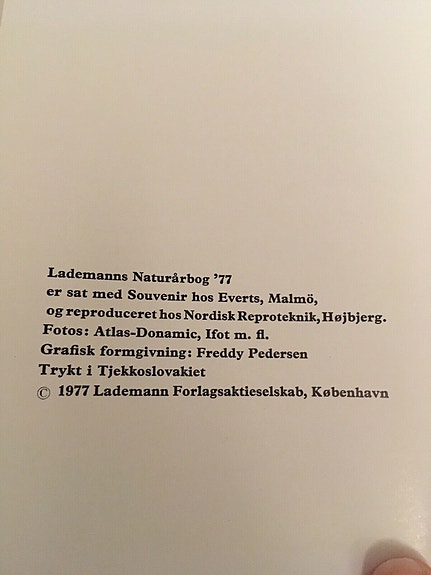 Lademanns Naturårbog '77
er sat med Souvenir hos Everts, Malmö,
og reproduceret hos Nordisk Reproteknik, Højbjerg.
Fotos: Atlas-Donamic, Ifot m. fl.
Grafisk formgivning: Freddy Pedersen
Trykt i Tjekkoslovakiet
© 1977 Lademann Forlagsaktieselskab, København